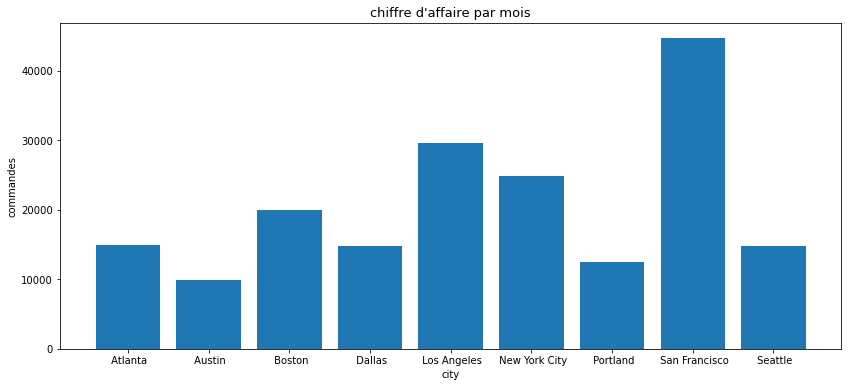 chiffre d'affaire par mois
commandes
40000
30000
20000
10000
0
Atlanta Austin Boston Dallas Los Angeles New York City Portland San Francisco Seattle
city